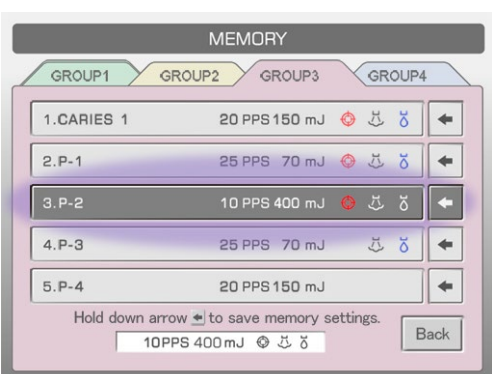 MEMORY
GROUP1 GROUP2 GROUP3 GROUP4
1.CARIES 1 20 PPS 150 mJ
2.P-1 25 PPS 70 mJ
3.P-2 10 PPS 400 mJ
4.P-3 25 PPS 70 mJ
5.P-4 20 PPS 150 mJ
Hold down arrow to save memory settings.
10PPS 400mJ
Back